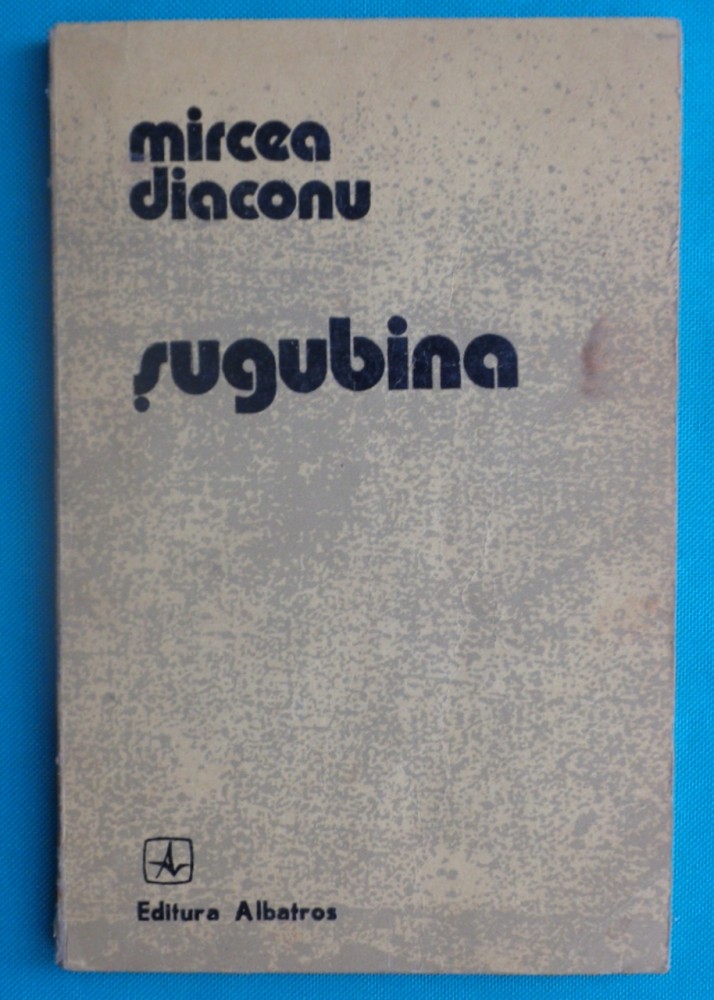 mircea
diaconu
șugubina
Editura Albatros